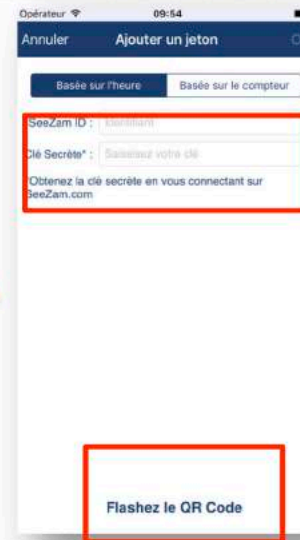 Opérateur 09:54
Annuler Ajouter un jeton
Basée sur l'heure Basée sur le compteur
SeeZam ID : Identifiant
Clé Secrète* : Saisissez votre clé
Obtenez la clé secrète en vous connectant sur
SeeZam.com
Flashez le QR Code